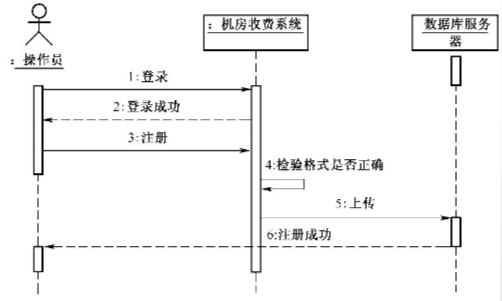 ：操作员
：机房收费系统
数据库服务
器
1:登录
2:登录成功
3:注册
4:检验格式是否正确
5:上传
6:注册成功